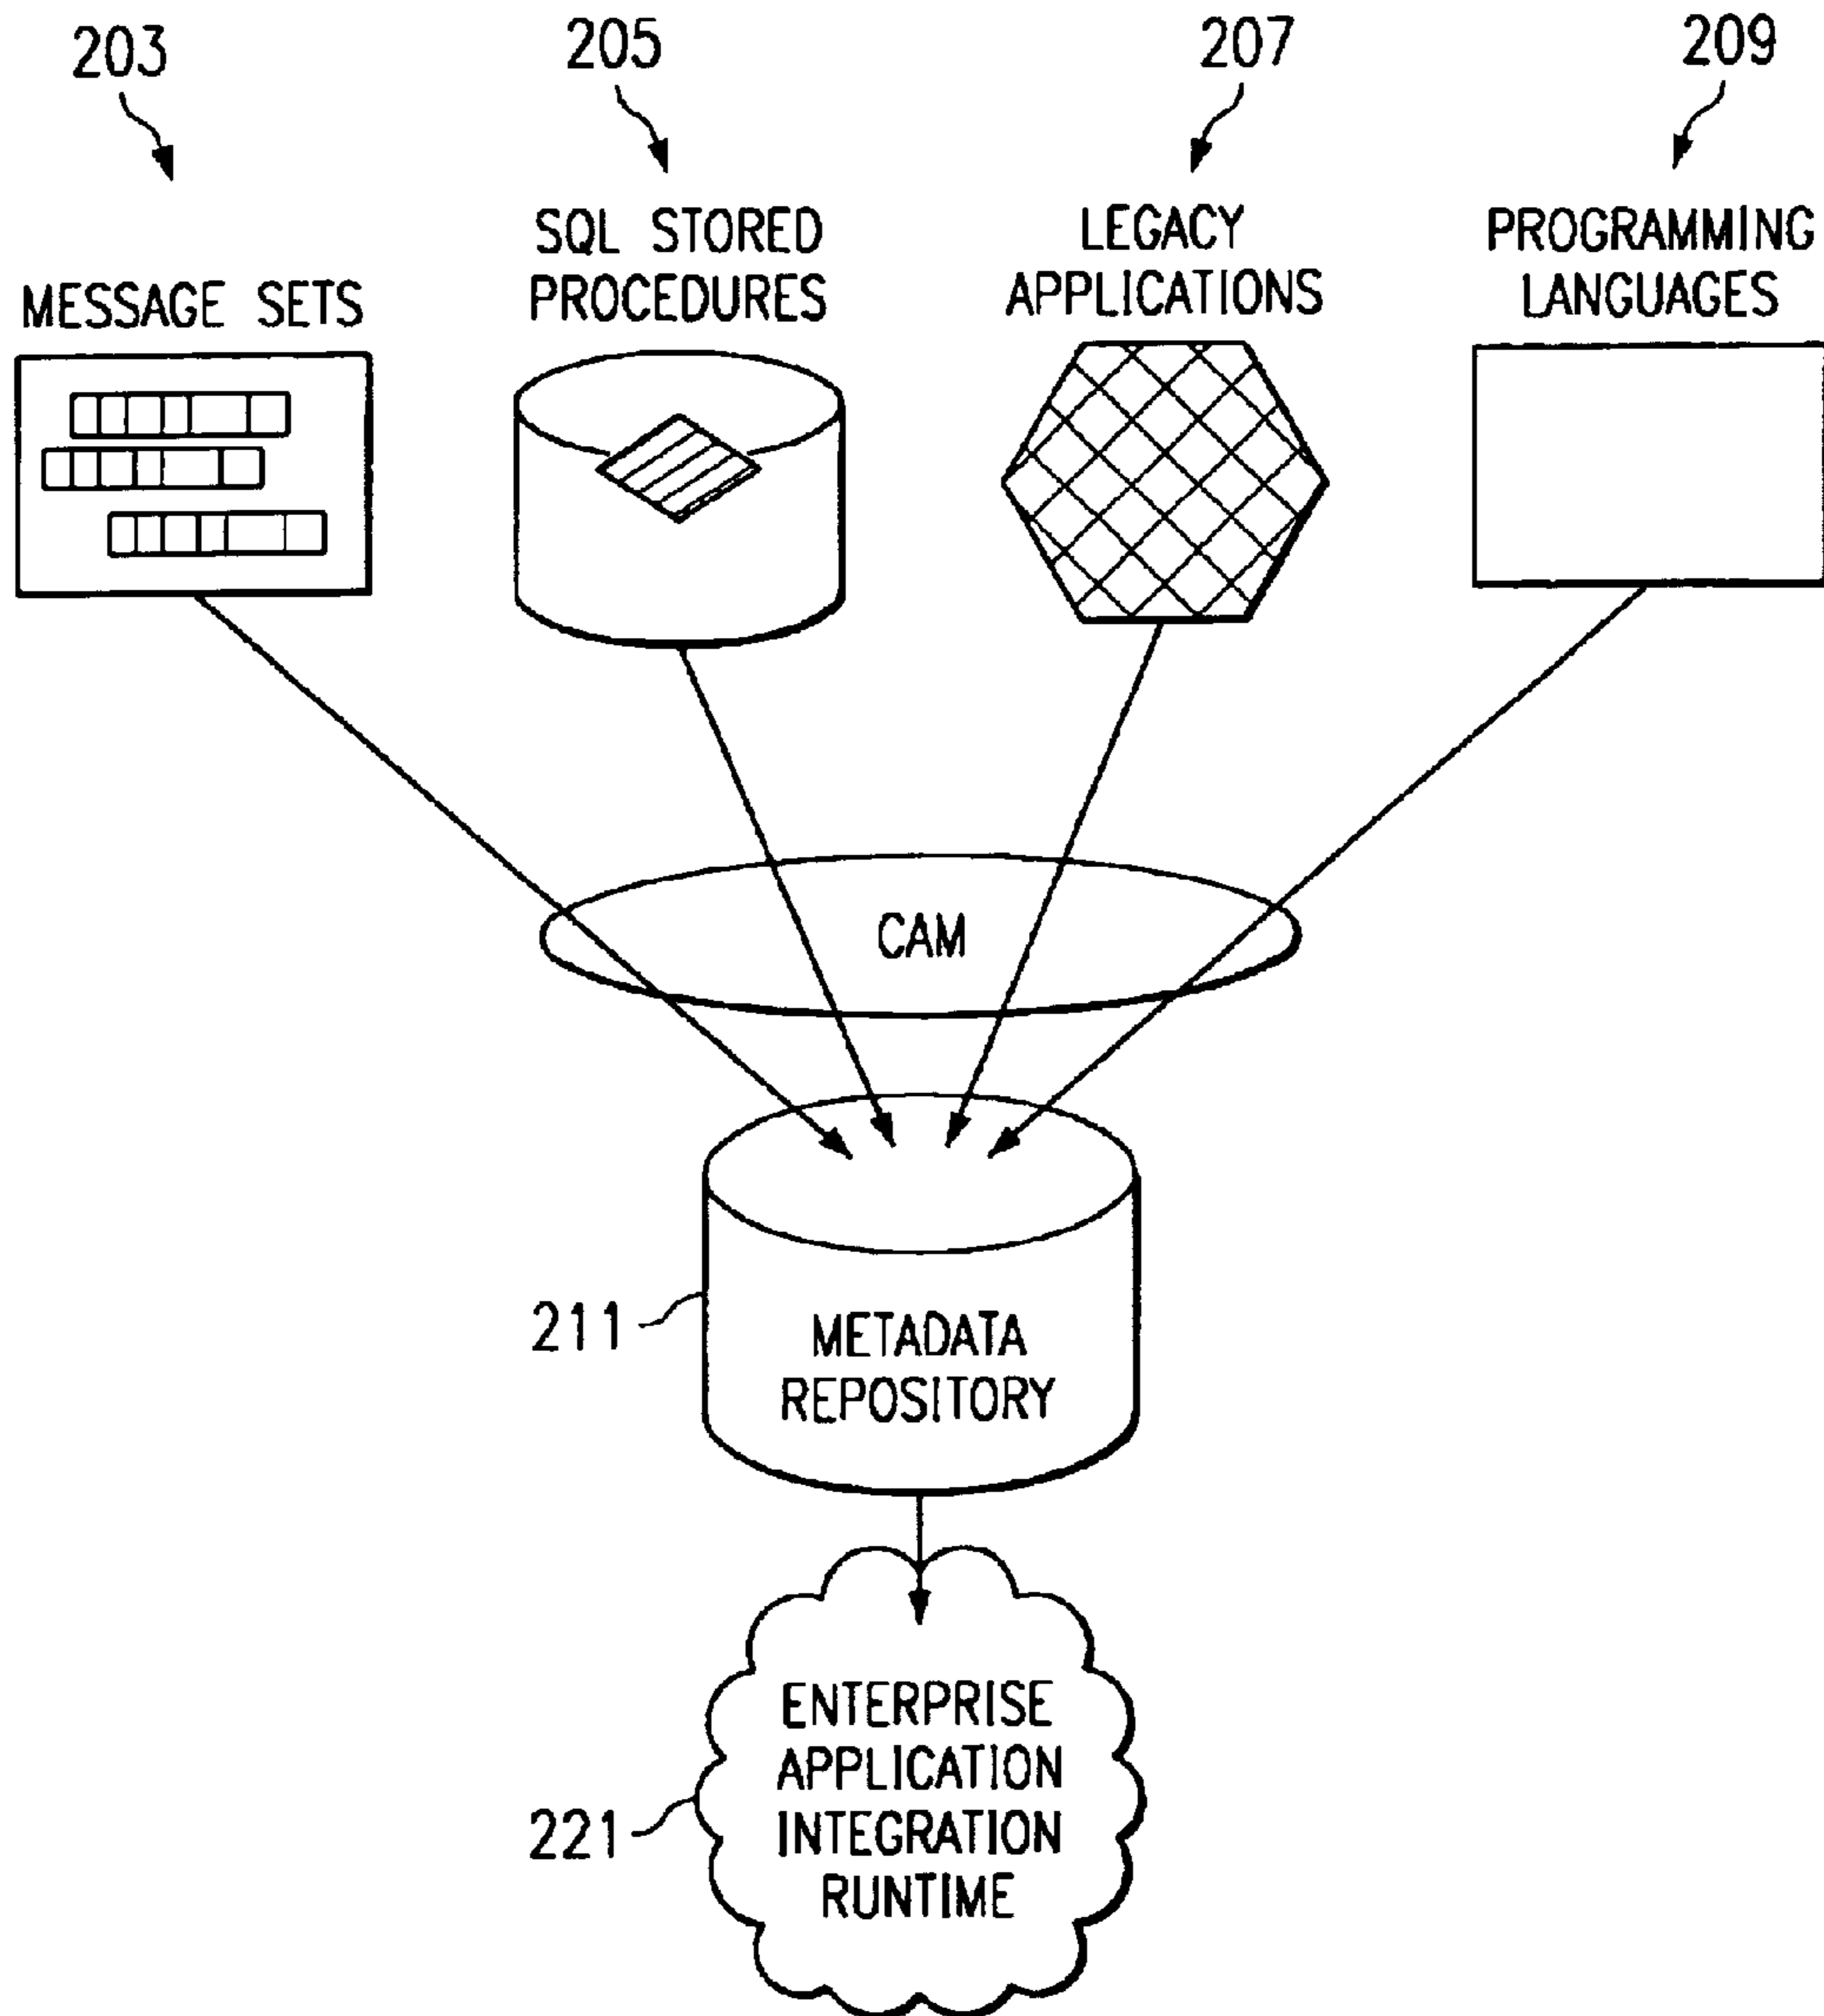 203
205
207
209
MESSAGE SETS
SQL STORED
PROCEDURES
LEGACY
APPLICATIONS
PROGRAMMING
LANGUAGES
CAM
211
METADATA
REPOSITORY
221
ENTERPRISE
APPLICATION
INTEGRATION
RUNTIME